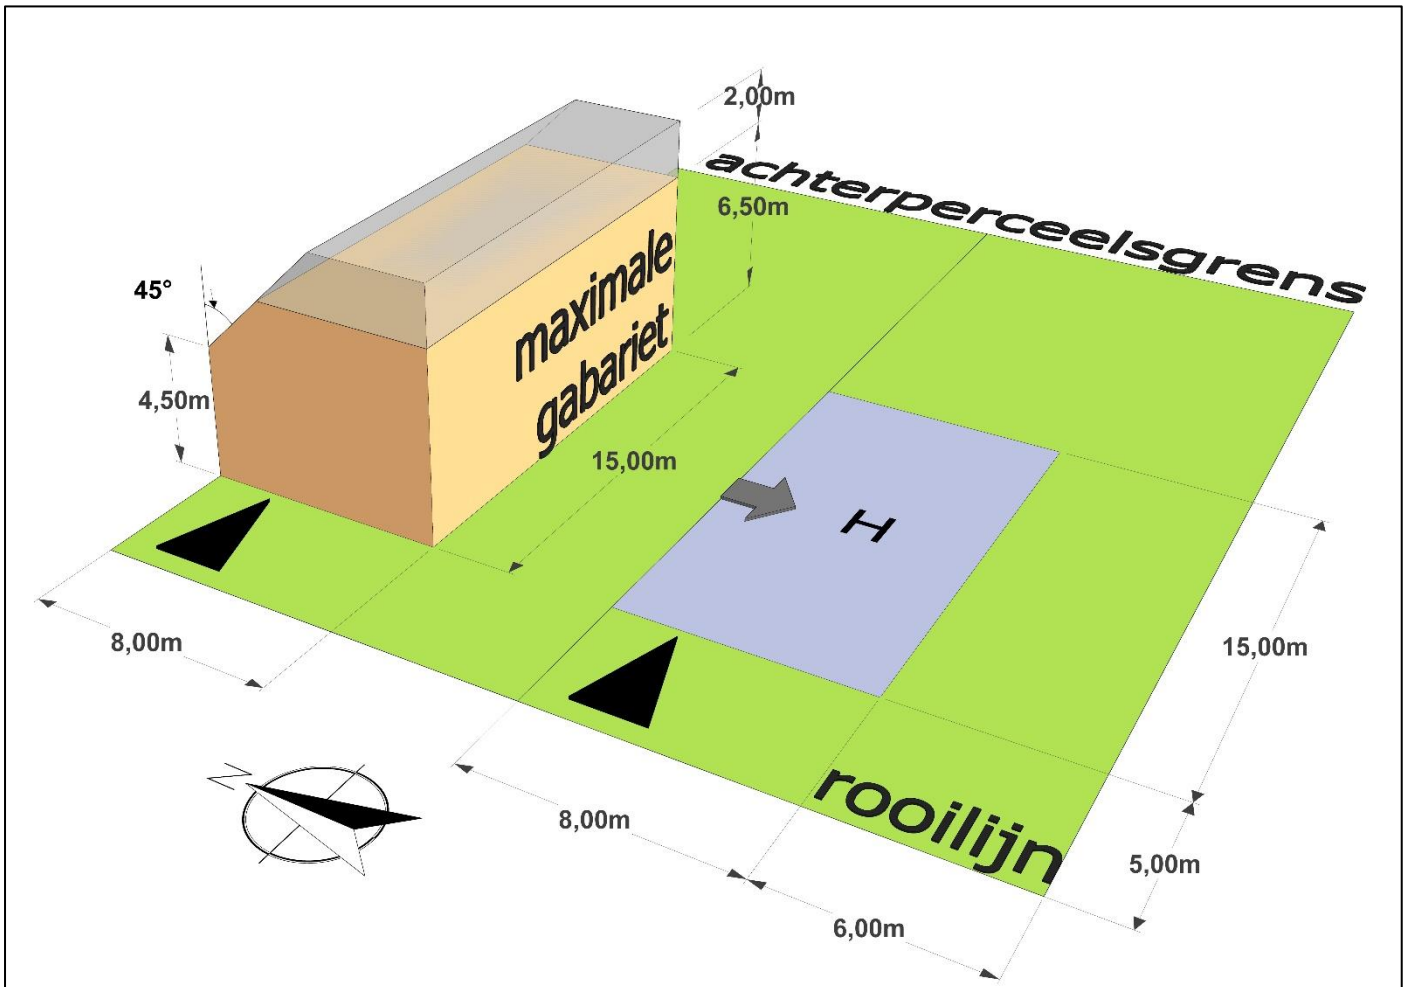 2,00m
achterperceelsgrens
6,50m
45°
maximale
gabariet
4,50m
15,00m
H
8,00m
15,00m
N
rooilijn
8,00m
5,00m
6,00m